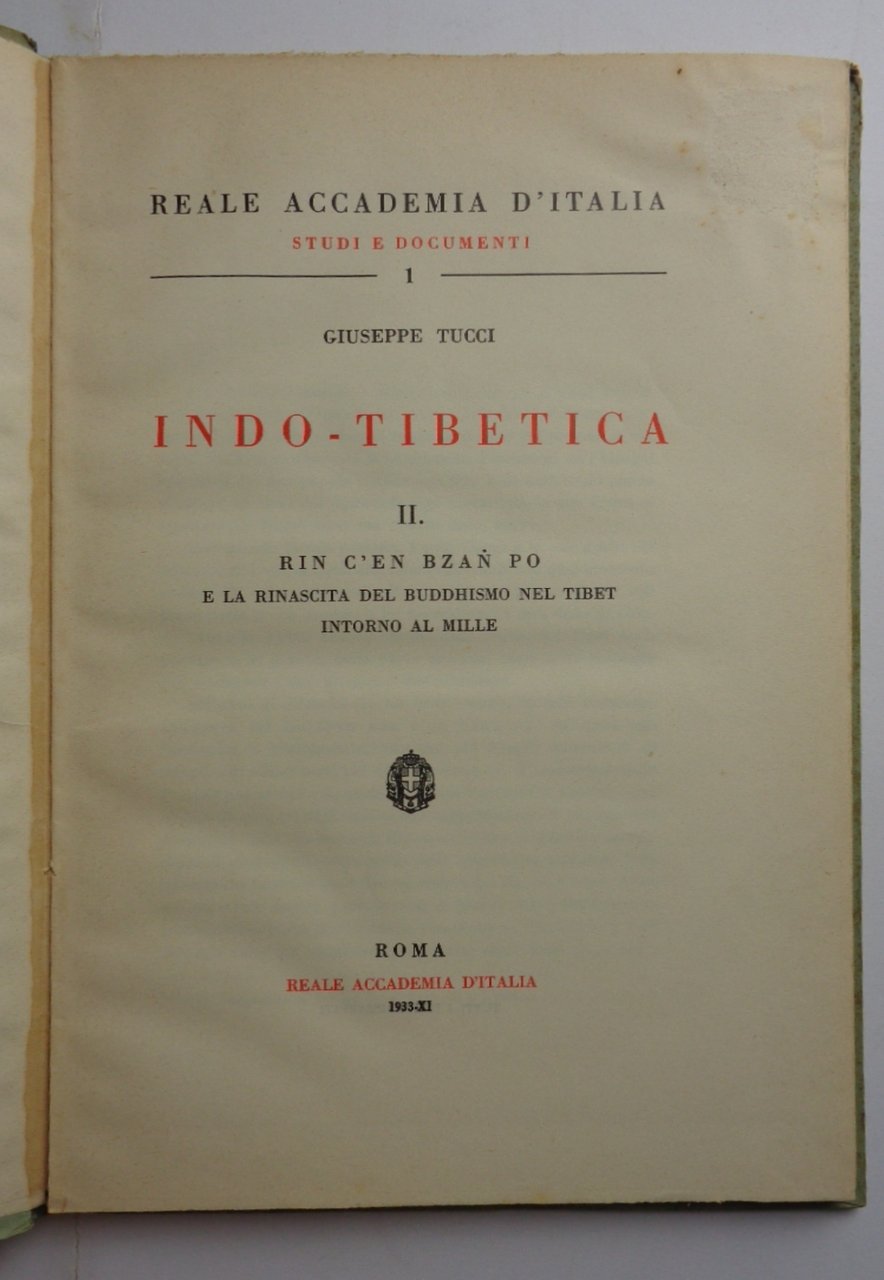 REALE ACCADEMIA D'ITALIA
STUDI E DOCUMENTI
1
GIUSEPPE TUCCI
INDO-TIBETICA
II.
RIN C'EN BZAṄ PO
E LA RINASCITA DEL BUDDHISMO NEL TIBET
INTORNO AL MILLE
ROMA
REALE ACCADEMIA D'ITALIA
1933-XI